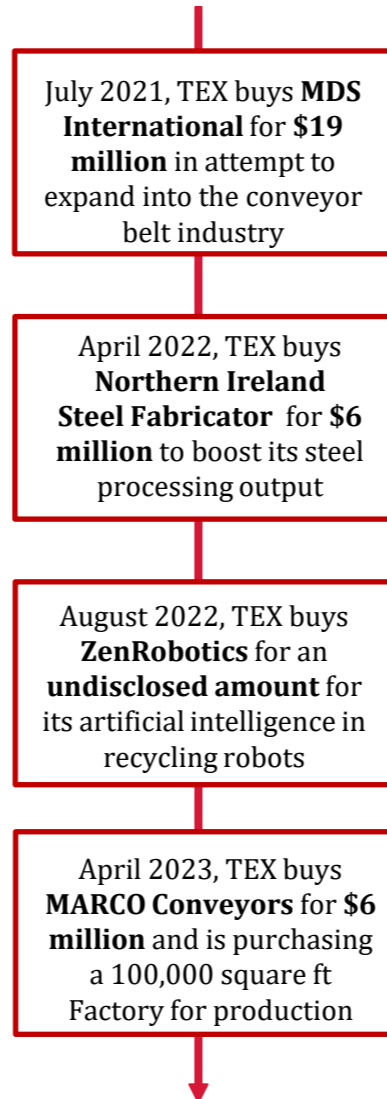 July 2021, TEX buys MDS
International for $19
million in attempt to
expand into the conveyor
belt industry
April 2022, TEX buys
Northern Ireland
Steel Fabricator for $6
million to boost its steel
processing output
August 2022, TEX buys
ZenRobotics for an
undisclosed amount for
its artificial intelligence in
recycling robots
April 2023, TEX buys
MARCO Conveyors for $6
million and is purchasing
a 100,000 square ft
Factory for production